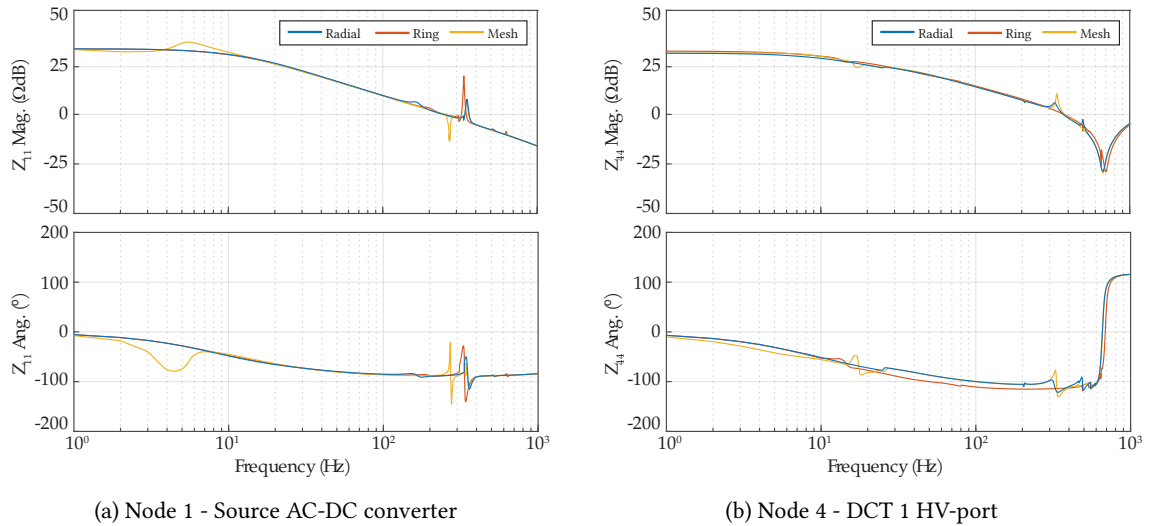 50
25
0
-25
50
Z11 Mag. (ΩdB)
Radial Ring Mesh
200
100
0
-100
-200
Z11 Ang. (º)
10^0 10^1 10^2 10^3
Frequency (Hz)
(a) Node 1 - Source AC-DC converter
50
25
0
-25
50
Z44 Mag. (ΩdB)
Radial Ring Mesh
200
100
0
-100
-200
Z44 Ang. (º)
10^0 10^1 10^2 10^3
Frequency (Hz)
(b) Node 4 - DCT 1 HV-port